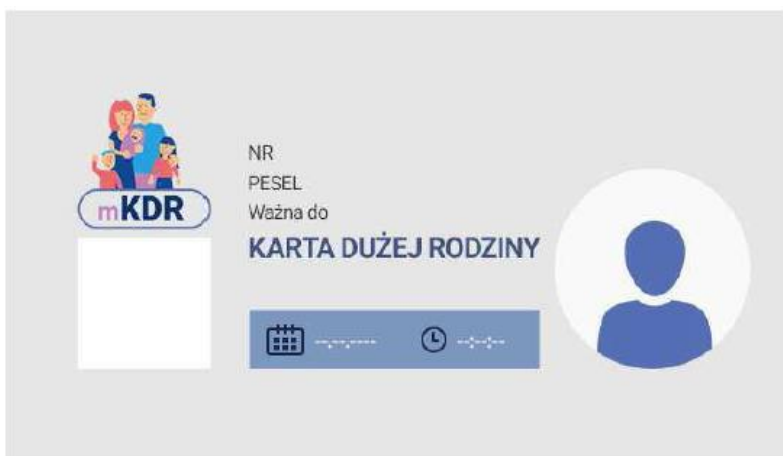 mKDR
NR
PESEL
Ważna do
KARTA DUŻEJ RODZINY
--.--.---- --:--:--